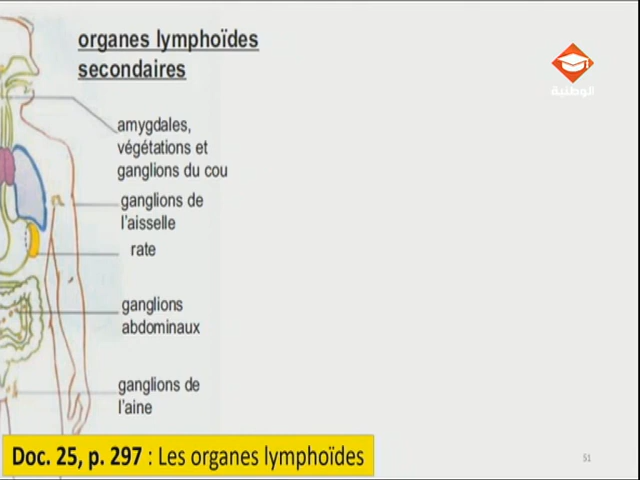 organes lymphoïdes
secondaires
الوطنية
amygdales,
végétations et
ganglions du cou
ganglions de
l'aisselle
rate
ganglions
abdominaux
ganglions de
l'aine
Doc. 25, p. 297 : Les organes lymphoïdes
51